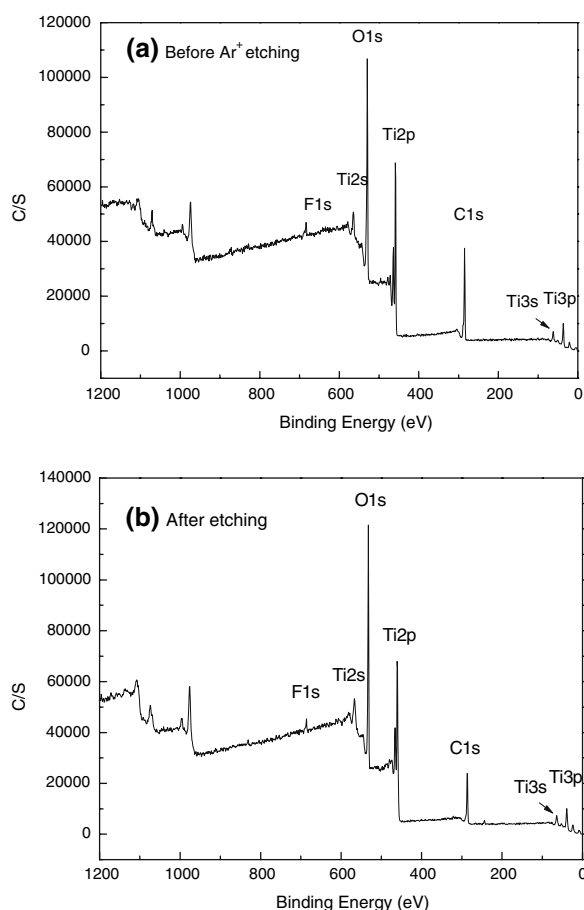 120000
100000
80000
60000
40000
20000
0
C/S
(a) Before Ar+ etching
O1s
Ti2p
Ti2s
F1s
C1s
Ti3s Ti3p
1200 1000 800 600 400 200 0
Binding Energy (eV)
140000
120000
100000
80000
60000
40000
20000
0
C/S
(b) After etching
O1s
Ti2p
Ti2s
F1s
C1s
Ti3s Ti3p
1200 1000 800 600 400 200 0
Binding Energy (eV)